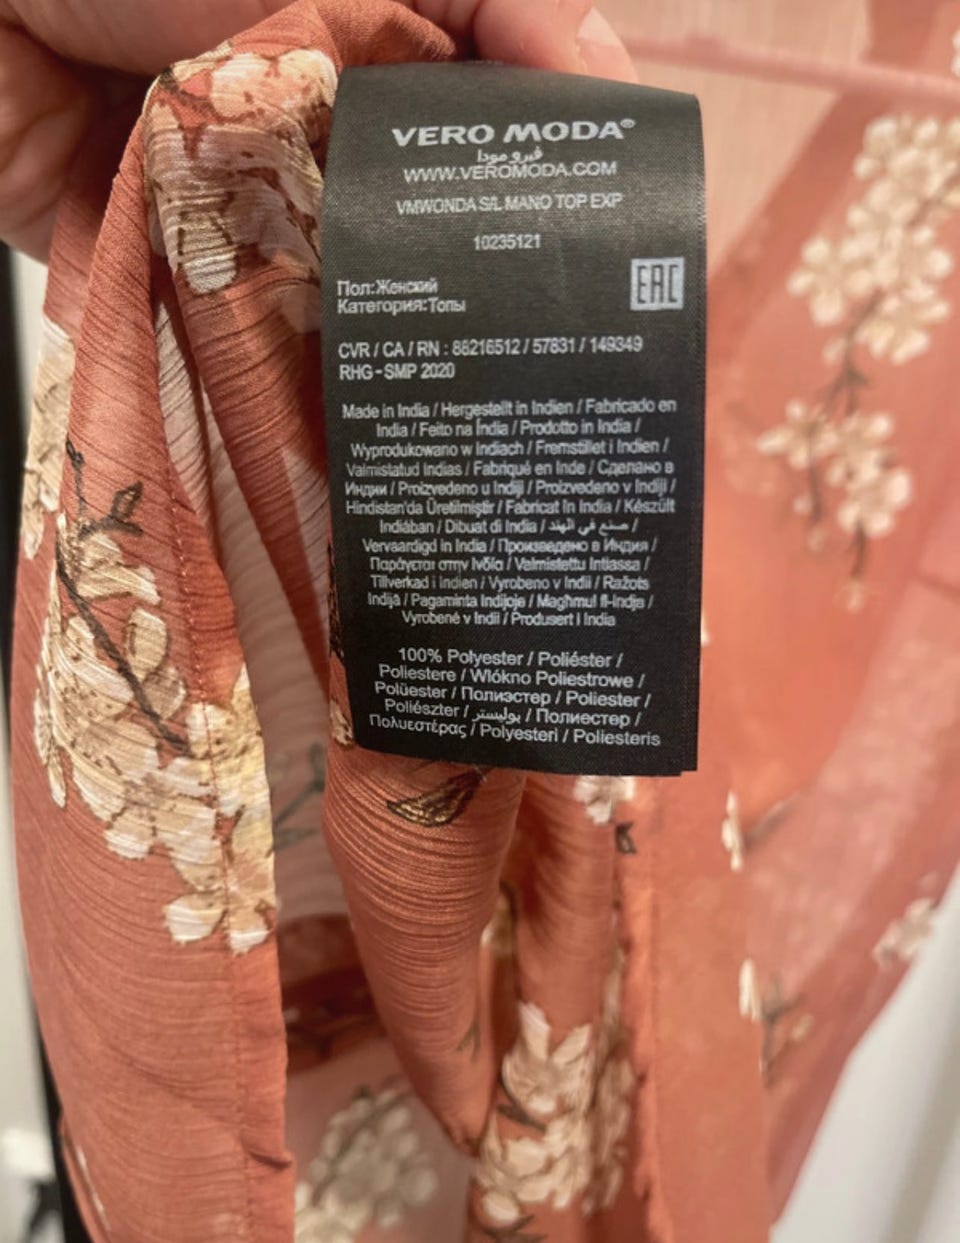 VERO MODA®
فيرو مودا
WWW.VEROMODA.COM
VMWONDA S/L MANO TOP EXP
10235121
EAC
Пол:Женский
Категория:Топы
CVR / CA / RN : 88216512 / 57831 / 149349
RHG - SMP 2020
Made in India / Hergestellt in Indien / Fabricado en
India / Feito na Índia / Prodotto in India /
Wyprodukowano w Indiach / Fremstillet i Indien /
Valmistatud Indias / Fabriqué en Inde / Сделано в
Индии / Proizvedeno u Indiji / Proizvedeno v Indiji /
Hindistan'da Üretilmiştir / Fabricat în India / Készült
Indiában / Dibuat di India / صنع في الهند /
Vervaardigd in India / Произведено в Индия /
Παράγεται στην Ινδία / Valmistettu Intiassa /
Tillverkad i Indien / Vyrobeno v Indii / Ražots
Indijā / Pagaminta Indijoje / Magħmul fl-Indja /
Vyrobené v Indii / Produsert i India
100% Polyester / Poliéster /
Poliestere / Włókno Poliestrowe /
Polüester / Полиэстер / Poliester /
Poliészter / بوليستر / Полиестер /
Πολυεστέρας / Polyesteri / Poliesteris